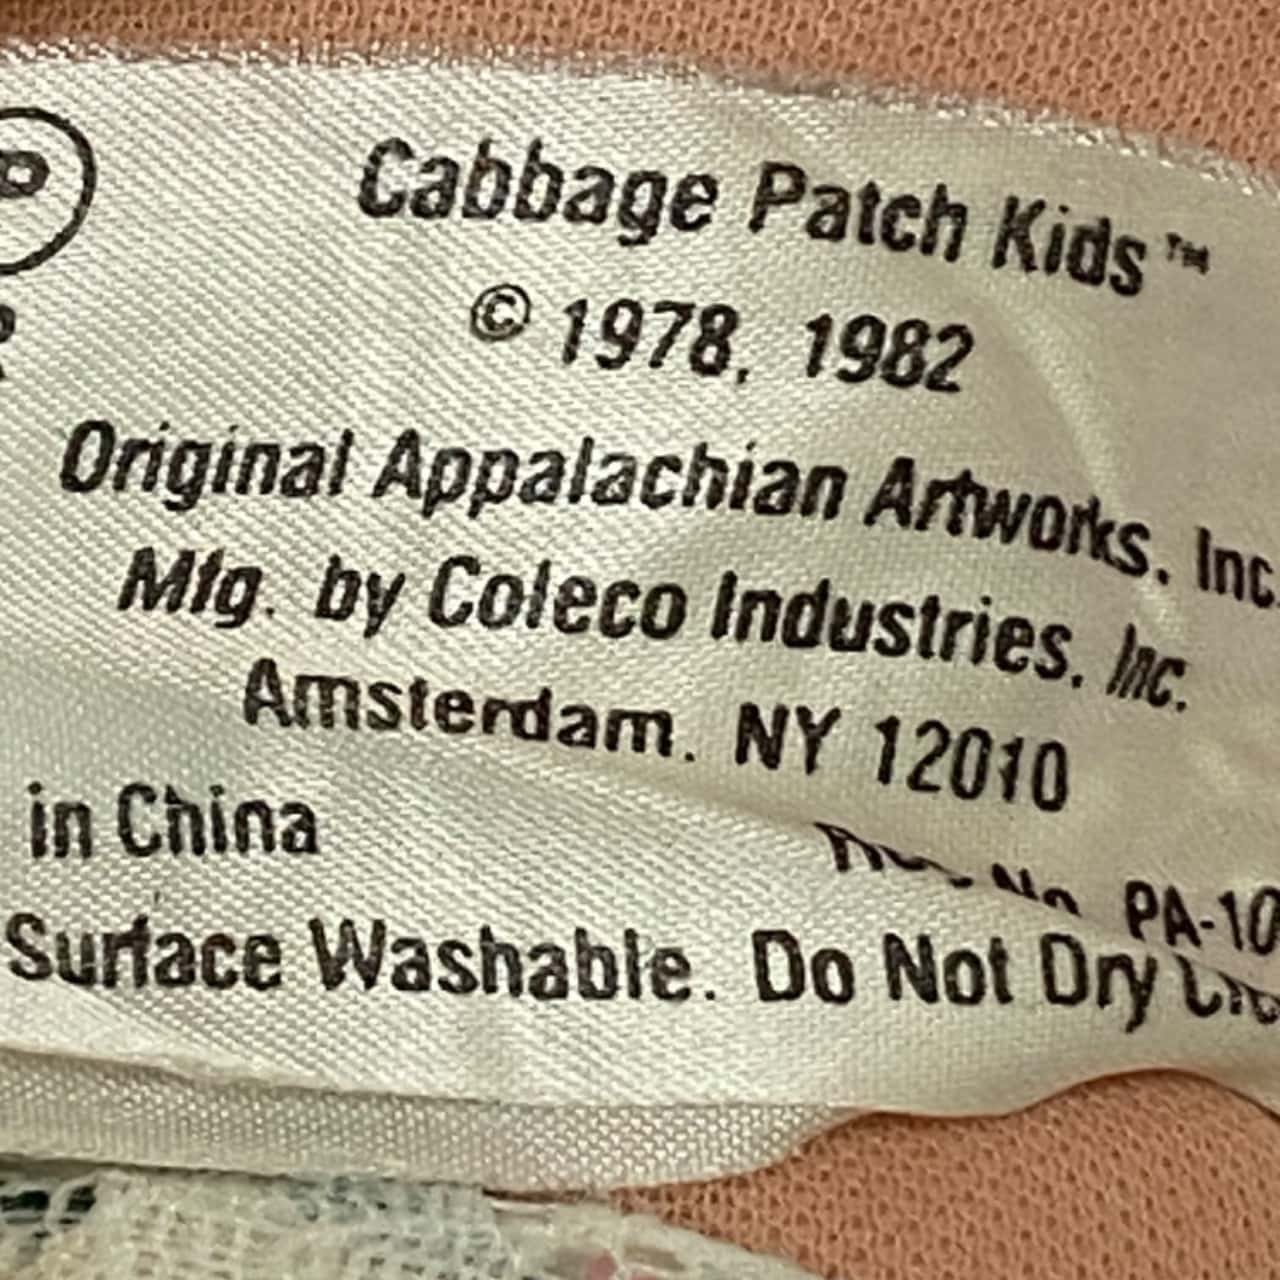 P
Cabbage Patch Kids™
© 1978, 1982
Original Appalachian Artworks, Inc.
Mfg. by Coleco Industries, Inc.
Amsterdam, NY 12010
in China
No. PA-10
Surface Washable. Do Not Dry